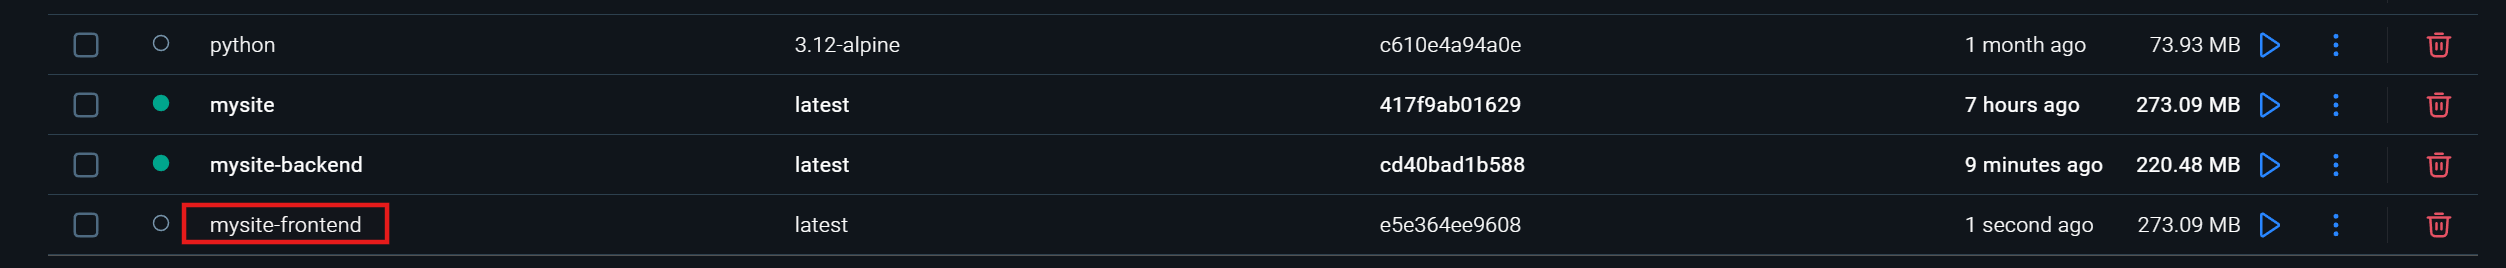 python 3.12-alpine c610e4a94a0e 1 month ago 73.93 MB
mysite latest 417f9ab01629 7 hours ago 273.09 MB
mysite-backend latest cd40bad1b588 9 minutes ago 220.48 MB
mysite-frontend latest e5e364ee9608 1 second ago 273.09 MB